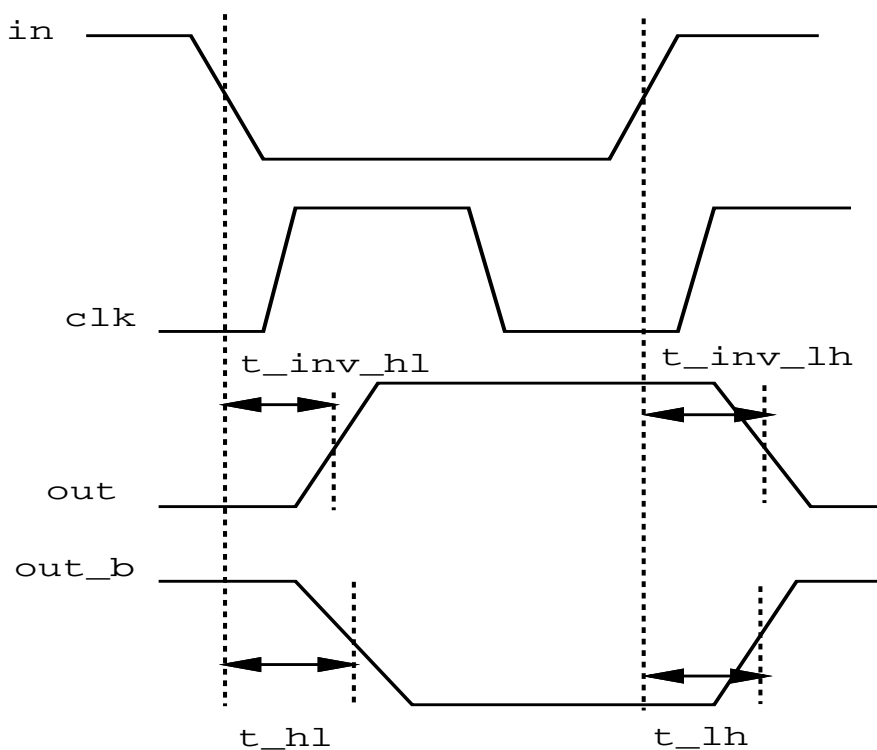 in
clk
t_inv_hl
t_inv_lh
out
out_b
t_hl
t_lh